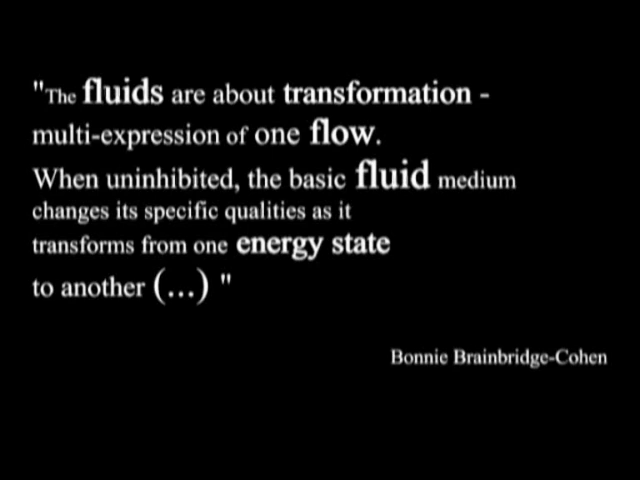 "The fluids are about transformation -
multi-expression of one flow.
When uninhibited, the basic fluid medium
changes its specific qualities as it
transforms from one energy state
to another (...) "
Bonnie Brainbridge-Cohen